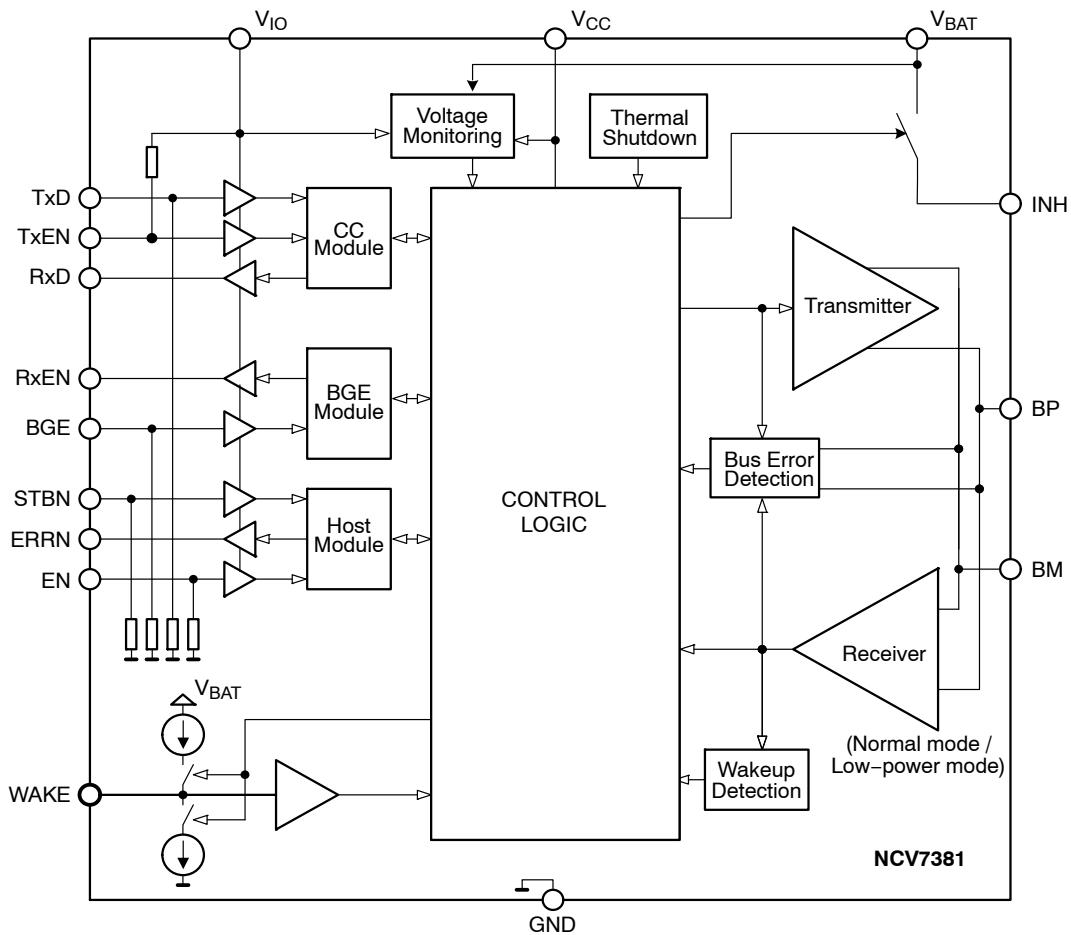 VIO
VCC
VBAT
Voltage
Monitoring
Thermal
Shutdown
TxD
TxEN
RxD
CC
Module
INH
Transmitter
RxEN
BGE
BGE
Module
BP
Bus Error
Detection
STBN
ERRN
EN
Host
Module
CONTROL
LOGIC
BM
Receiver
(Normal mode /
Low−power mode)
VBAT
WAKE
Wakeup
Detection
NCV7381
GND